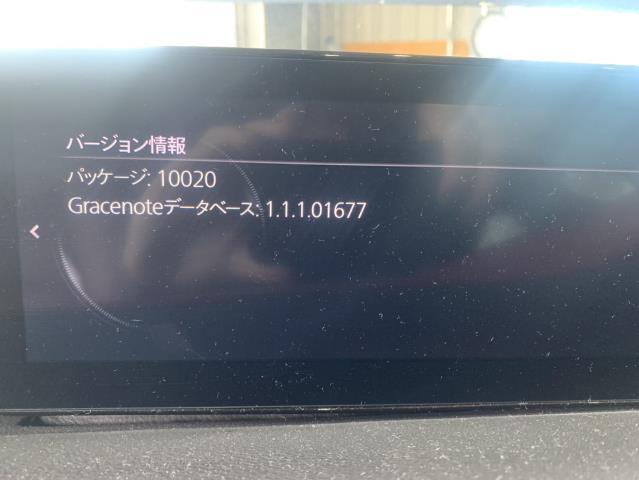 バージョン情報
パッケージ: 10020
Gracenoteデータベース: 1.1.1.01677